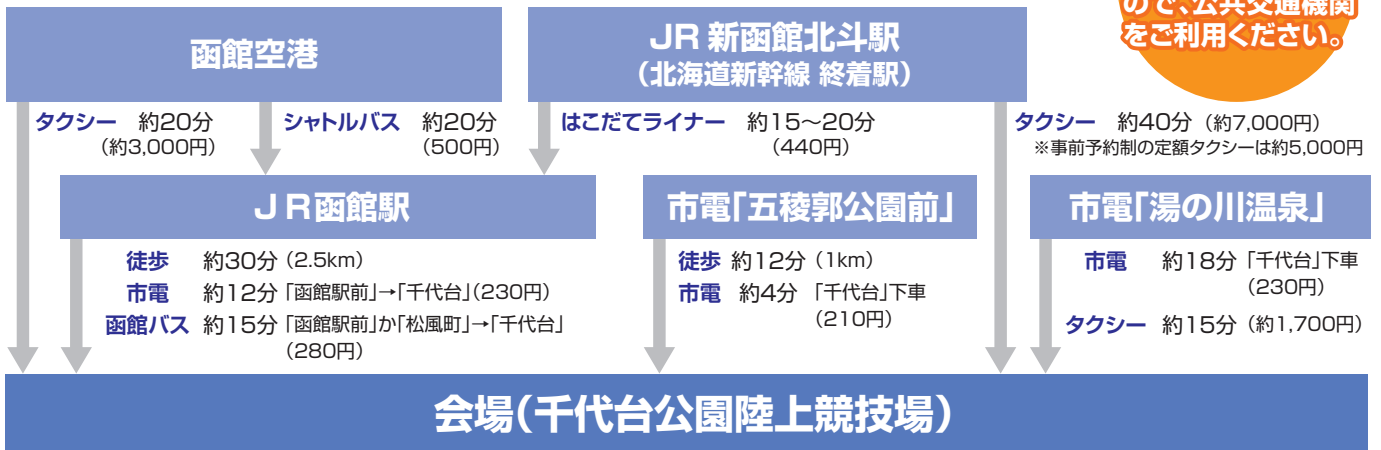 ので、公共交通機関
をご利用ください。
函館空港
JR 新函館北斗駅
（北海道新幹線 終着駅）
タクシー 約20分
（約3,000円）
シャトルバス 約20分
（500円）
はこだてライナー 約15〜20分
（440円）
タクシー 約40分（約7,000円）
※事前予約制の定額タクシーは約5,000円
ＪＲ函館駅
徒歩 約30分（2.5km）
市電 約12分「函館駅前」→「千代台」（230円）
函館バス 約15分「函館駅前」か「松風町」→「千代台」
（280円）
市電「五稜郭公園前」
徒歩 約12分（1km）
市電 約4分 「千代台」下車
（210円）
市電「湯の川温泉」
市電 約18分「千代台」下車
（230円）
タクシー 約15分（約1,700円）
会場（千代台公園陸上競技場）